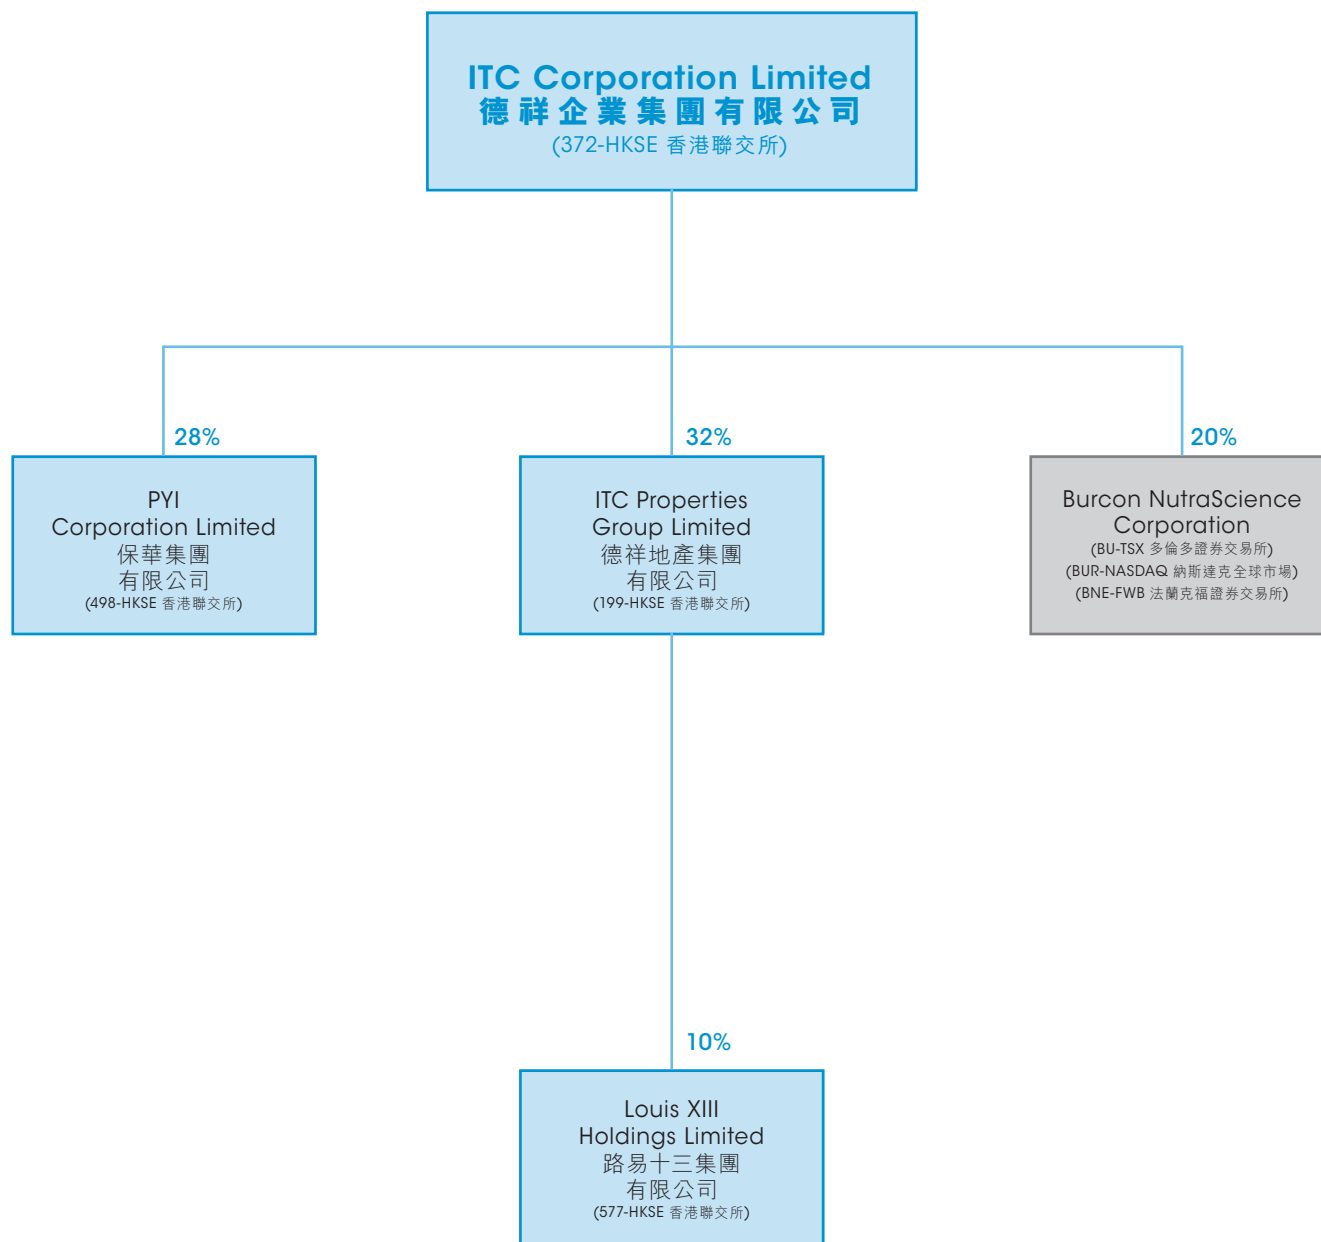 ITC Corporation Limited
德祥企業集團有限公司
(372-HKSE 香港聯交所)
28%
32%
20%
PYI
Corporation Limited
保華集團
有限公司
(498-HKSE 香港聯交所)
ITC Properties
Group Limited
德祥地產集團
有限公司
(199-HKSE 香港聯交所)
Burcon NutraScience
Corporation
(BU-TSX 多倫多證券交易所)
(BUR-NASDAQ 納斯達克全球市場)
(BNE-FWB 法蘭克福證券交易所)
10%
Louis XIII
Holdings Limited
路易十三集團
有限公司
(577-HKSE 香港聯交所)